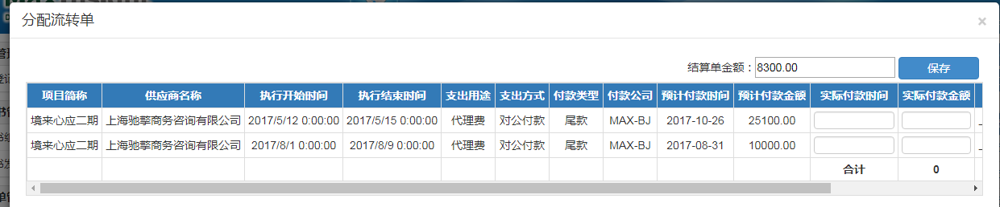 分配流转单
×
结算单金额：8300.00 保存
项目简称 供应商名称 执行开始时间 执行结束时间 支出用途 支出方式 付款类型 付款公司 预计付款时间 预计付款金额 实际付款时间 实际付款金额
境来心应二期 上海驰擎商务咨询有限公司 2017/5/12 0:00:00 2017/5/15 0:00:00 代理费 对公付款 尾款 MAX-BJ 2017-10-26 25100.00
境来心应二期 上海驰擎商务咨询有限公司 2017/8/1 0:00:00 2017/8/9 0:00:00 代理费 对公付款 尾款 MAX-BJ 2017-08-31 10000.00
合计 0